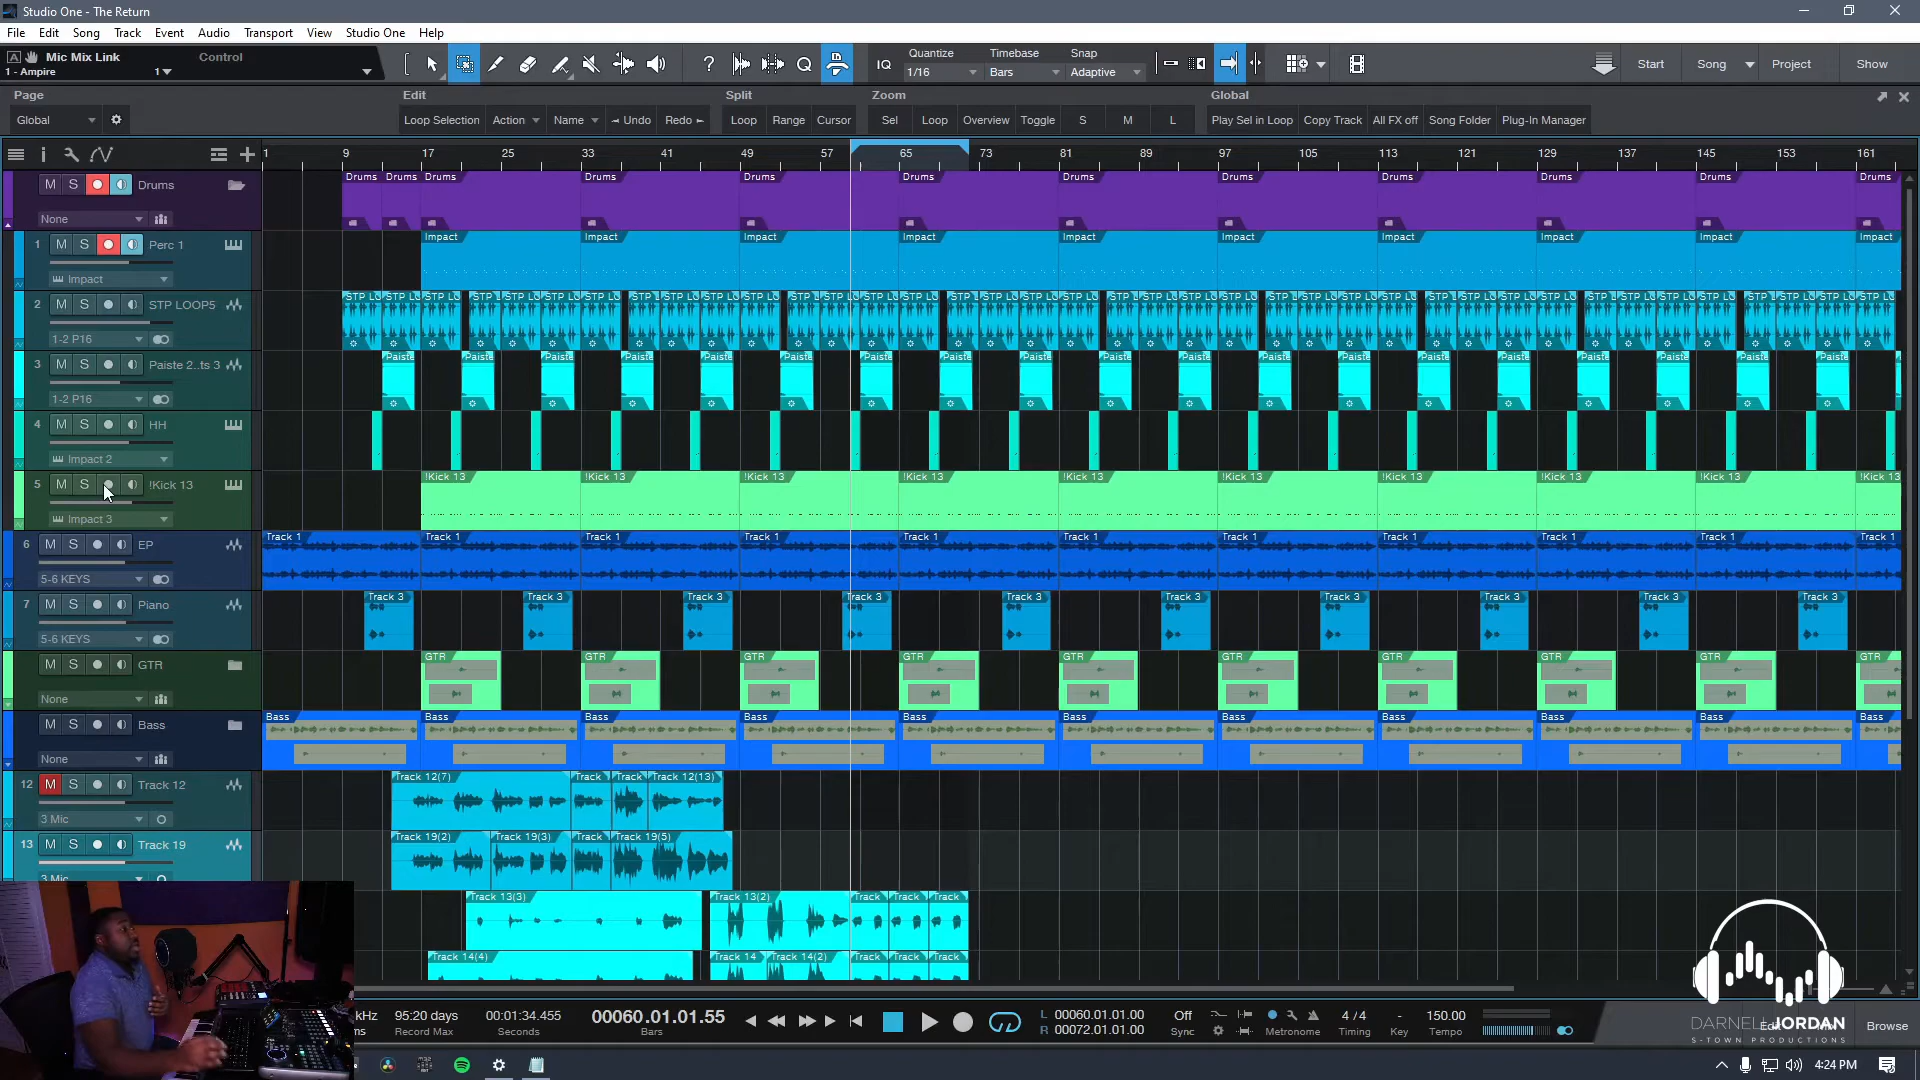 Studio One - The Return
File Edit Song Track Event Audio Transport View Studio One Help
Mic Mix Link Control
1 - Ampire 1
Quantize Timebase Snap
IQ 1/16 Bars Adaptive
Start Song Project Show
Page Edit Split Zoom Global
Global Loop Selection Action Name Undo Redo Loop Range Cursor Sel Loop Overview Toggle S M L Play Sel in Loop Copy Track All FX off Song Folder Plug-In Manager
1 9 17 25 33 41 49 57 65 73 81 89 97 105 113 121 129 137 145 153 161
M S Drums
None
Drums Drums Drums Drums Drums Drums Drums Drums Drums Drums Drums Drums
1 M S Perc 1
Impact
Impact Impact Impact Impact Impact Impact Impact Impact Impact Impact
2 M S STP LOOP5
1-2 P16
3 M S Paiste 2..ts 3
1-2 P16
4 M S HH
Impact 2
5 M S !Kick 13
Impact 3
!Kick 13 !Kick 13 !Kick 13 !Kick 13 !Kick 13 !Kick 13 !Kick 13 !Kick 13 !Kick 13 !Kick 13
6 M S EP
5-6 KEYS
Track 1 Track 1 Track 1 Track 1 Track 1 Track 1 Track 1 Track 1 Track 1 Track 1 Track 1
7 M S Piano
5-6 KEYS
Track 3 Track 3 Track 3 Track 3 Track 3 Track 3 Track 3 Track 3 Track 3 Track 3
M S GTR
None
GTR GTR GTR GTR GTR GTR GTR GTR GTR GTR
M S Bass
None
Bass Bass Bass Bass Bass Bass Bass Bass Bass Bass Bass
12 M S Track 12
3 Mic
Track 12(7) Track Track Track 12(13)
13 M S Track 19
3 Mic
Track 19(2) Track 19(3) Track Track 19(5)
Track 13(3) Track 13(2) Track Track Track
Track 14(4) Track 14 Track 14(2) Track Track Track
kHz 95:20 days 00:01:34.455 00060.01.01.55
Record Max Seconds Bars
L 00060.01.01.00
R 00072.01.01.00
Off 4 / 4 - 150.00
Sync Metronome Timing Key Tempo
DARNELL JORDAN
S-TOWN PRODUCTIONS
Browse
4:24 PM